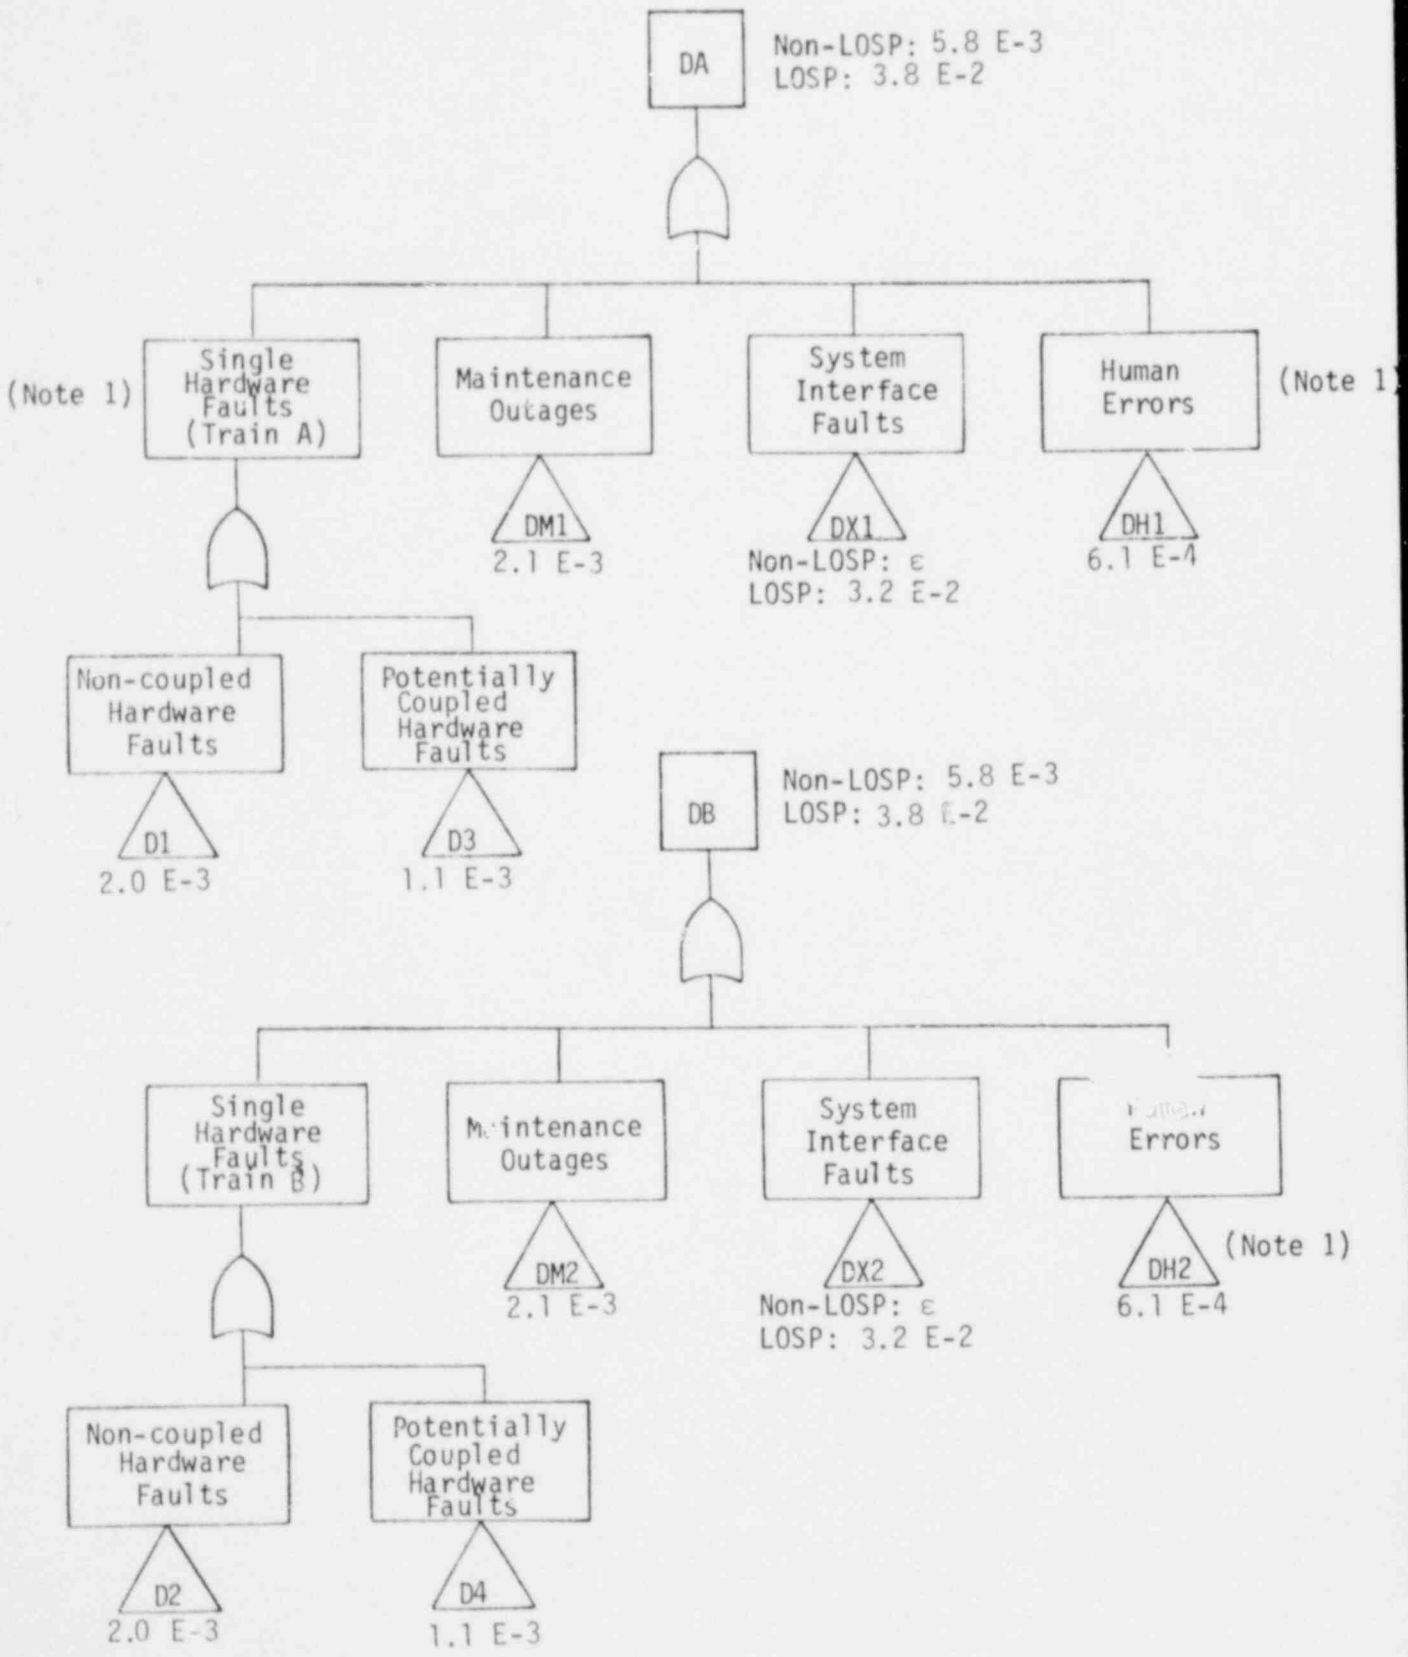 DA
Non-LOSP: 5.8 E-3
LOSP: 3.8 E-2
(Note 1)
Single
Hardware
Faults
(Train A)
Maintenance
Outages
System
Interface
Faults
Human
Errors
(Note 1)
DM1
2.1 E-3
DX1
Non-LOSP: ε
LOSP: 3.2 E-2
DH1
6.1 E-4
Non-coupled
Hardware
Faults
Potentially
Coupled
Hardware
Faults
D1
2.0 E-3
D3
1.1 E-3
DB
Non-LOSP: 5.8 E-3
LOSP: 3.8 E-2
Single
Hardware
Faults
(Train B)
Maintenance
Outages
System
Interface
Faults
Human
Errors
DM2
2.1 E-3
DX2
Non-LOSP: ε
LOSP: 3.2 E-2
DH2
(Note 1)
6.1 E-4
Non-coupled
Hardware
Faults
Potentially
Coupled
Hardware
Faults
D2
2.0 E-3
D4
1.1 E-3